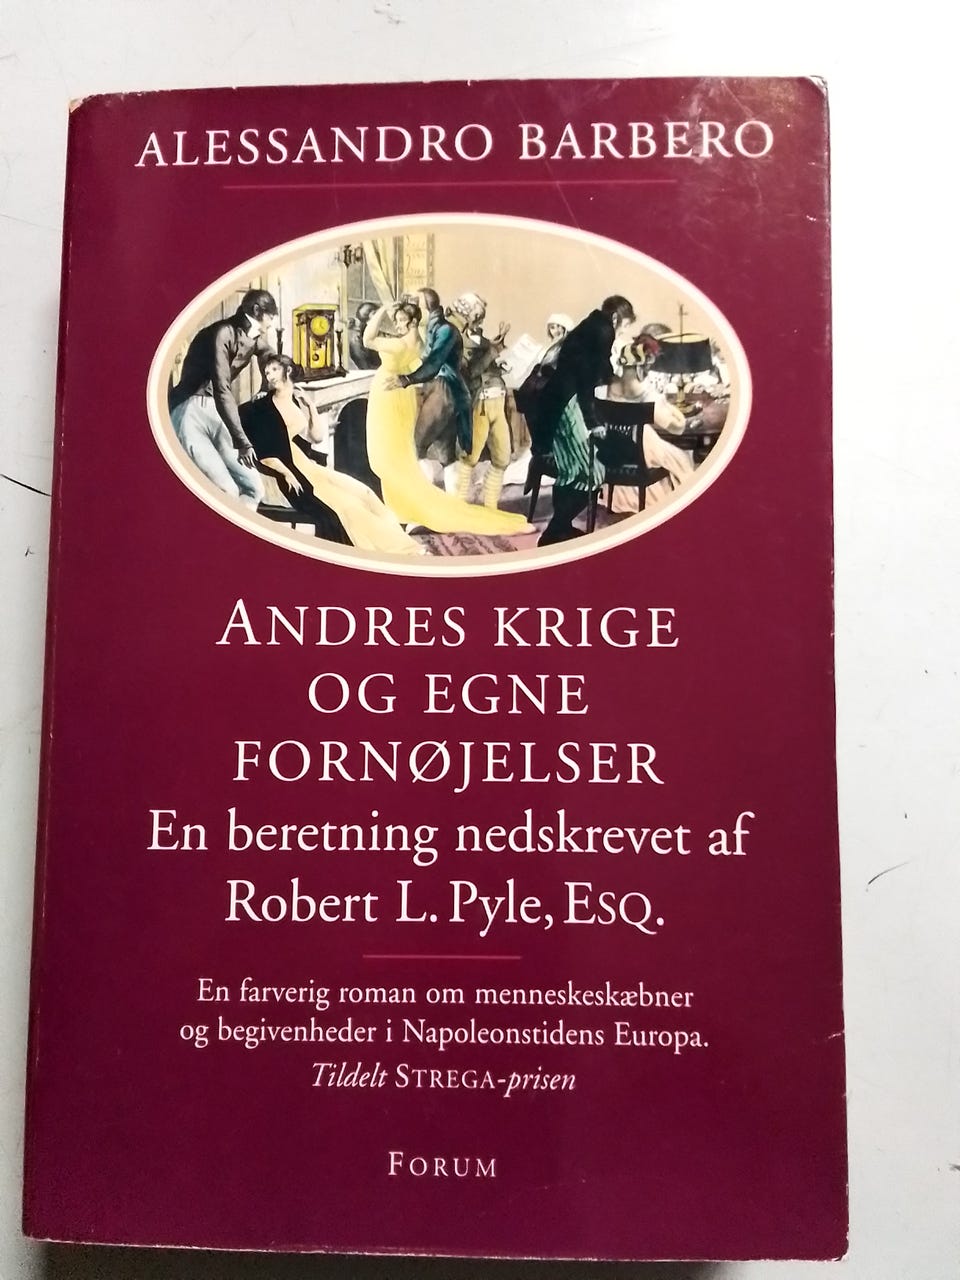 ALESSANDRO BARBERO
ANDRES KRIGE
OG EGNE
FORNØJELSER
En beretning nedskrevet af
Robert L. Pyle, ESQ.
En farverig roman om menneskeskæbner
og begivenheder i Napoleonstidens Europa.
Tildelt STREGA-prisen
FORUM